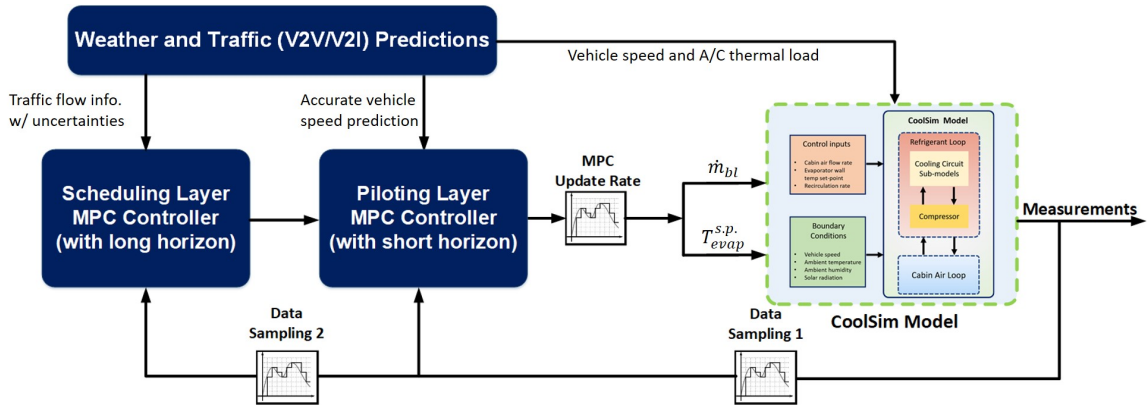 Weather and Traffic (V2V/V2I) Predictions
Vehicle speed and A/C thermal load
Traffic flow info.
w/ uncertainties
Accurate vehicle
speed prediction
Scheduling Layer
MPC Controller
(with long horizon)
Piloting Layer
MPC Controller
(with short horizon)
MPC
Update Rate
ṁ_bl
T_evap^s.p.
Control inputs
• Cabin air flow rate
• Evaporator wall
temp set-point
• Recirculation rate
Boundary
Conditions
• Vehicle speed
• Ambient temperature
• Ambient humidity
• Solar radiation
CoolSim Model
Refrigerant Loop
Cooling Circuit
Sub-models
Compressor
Cabin Air Loop
CoolSim Model
Measurements
Data
Sampling 2
Data
Sampling 1